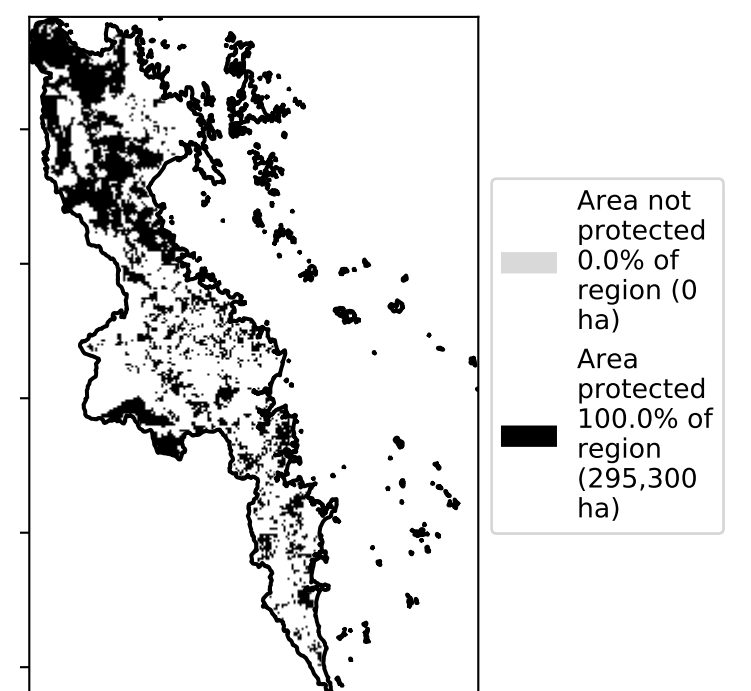 Area not
protected
0.0% of
region (0
ha)
Area
protected
100.0% of
region
(295,300
ha)